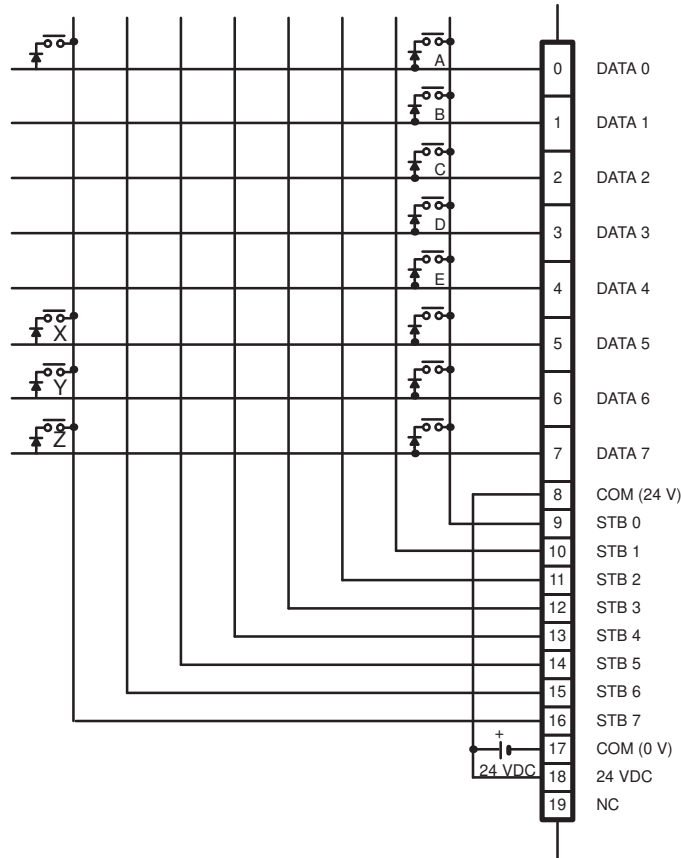 A
0 DATA 0
B
1 DATA 1
C
2 DATA 2
D
3 DATA 3
E
4 DATA 4
X
5 DATA 5
Y
6 DATA 6
Z
7 DATA 7
8 COM (24 V)
9 STB 0
10 STB 1
11 STB 2
12 STB 3
13 STB 4
14 STB 5
15 STB 6
16 STB 7
+
17 COM (0 V)
24 VDC
18 24 VDC
19 NC